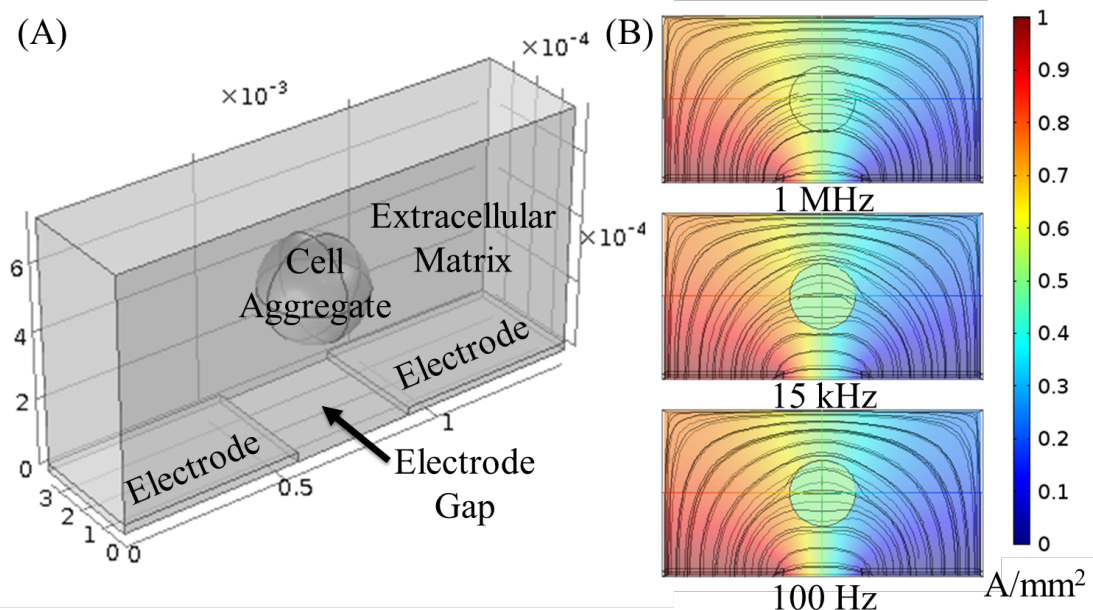 (A)
×10⁻³
×10⁻⁴
×10⁻⁴
Extracellular
Matrix
Cell
Aggregate
Electrode
Electrode
Electrode
Gap
6
4
2
0
3
2
1
0
0
0.5
1
(B)
1 MHz
15 kHz
100 Hz
1
0.9
0.8
0.7
0.6
0.5
0.4
0.3
0.2
0.1
0
A/mm²